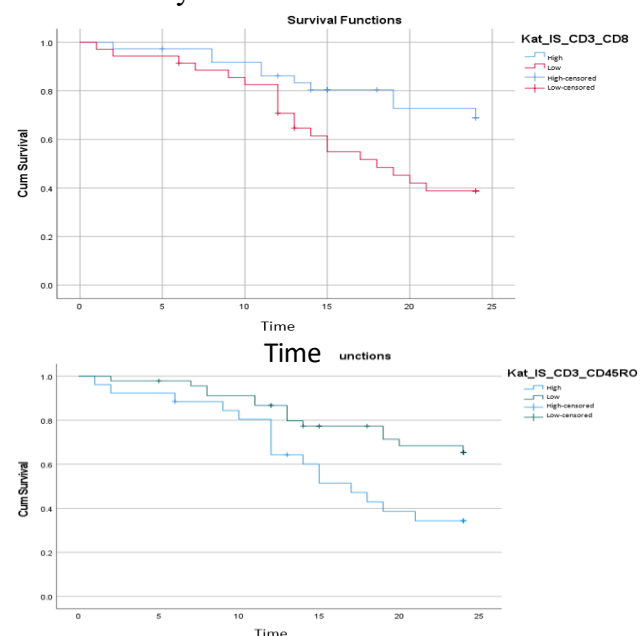 y
Survival Functions
Kat_IS_CD3_CD8
High
Low
High-censored
Low-censored
Cum Survival
1.0
0.8
0.6
0.4
0.2
0.0
0 5 10 15 20 25
Time
Time unctions
Kat_IS_CD3_CD45RO
High
Low
High-censored
Low-censored
Cum Survival
1.0
0.8
0.6
0.4
0.2
0.0
0 5 10 15 20 25
Time